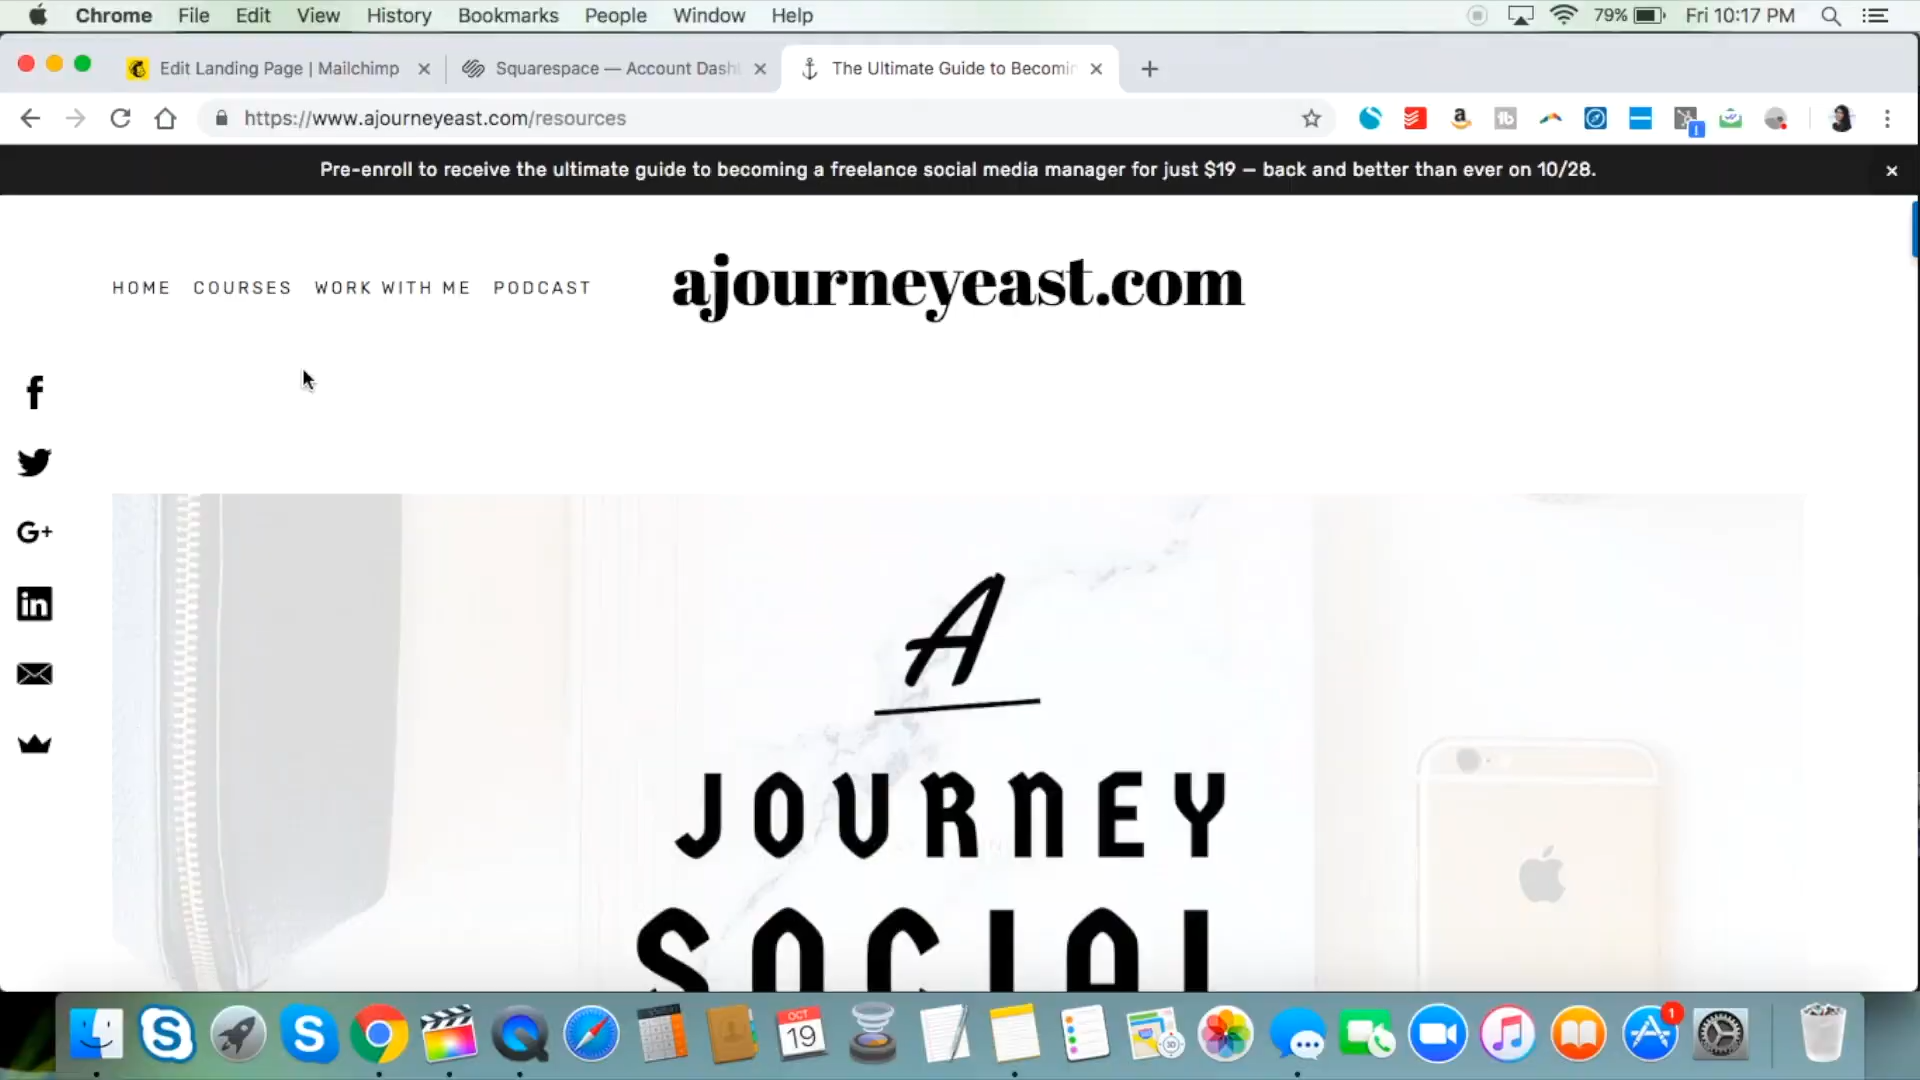 Chrome File Edit View History Bookmarks People Window Help 79% Fri 10:17 PM
Edit Landing Page | Mailchimp Squarespace — Account Dash The Ultimate Guide to Becomin
https://www.ajourneyeast.com/resources
Pre-enroll to receive the ultimate guide to becoming a freelance social media manager for just $19 — back and better than ever on 10/28.
HOME COURSES WORK WITH ME PODCAST
ajourneyeast.com
A
JOURNEY
SOCIAL
OCT
19
1